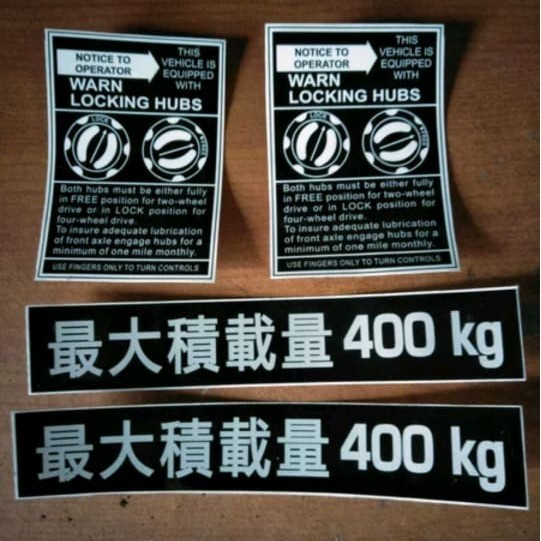 NOTICE TO
OPERATOR
THIS
VEHICLE IS
EQUIPPED
WITH
WARN
LOCKING HUBS
LOCK
Both hubs must be either fully
in FREE position for two-wheel
drive or in LOCK position for
four-wheel drive.
To insure adequate lubrication
of front axle engage hubs for a
minimum of one mile monthly.
USE FINGERS ONLY TO TURN CONTROLS
NOTICE TO
OPERATOR
THIS
VEHICLE IS
EQUIPPED
WITH
WARN
LOCKING HUBS
LOCK
Both hubs must be either fully
in FREE position for two-wheel
drive or in LOCK position for
four-wheel drive.
To insure adequate lubrication
of front axle engage hubs for a
minimum of one mile monthly.
USE FINGERS ONLY TO TURN CONTROLS
最大積載量 400 kg
最大積載量 400 kg